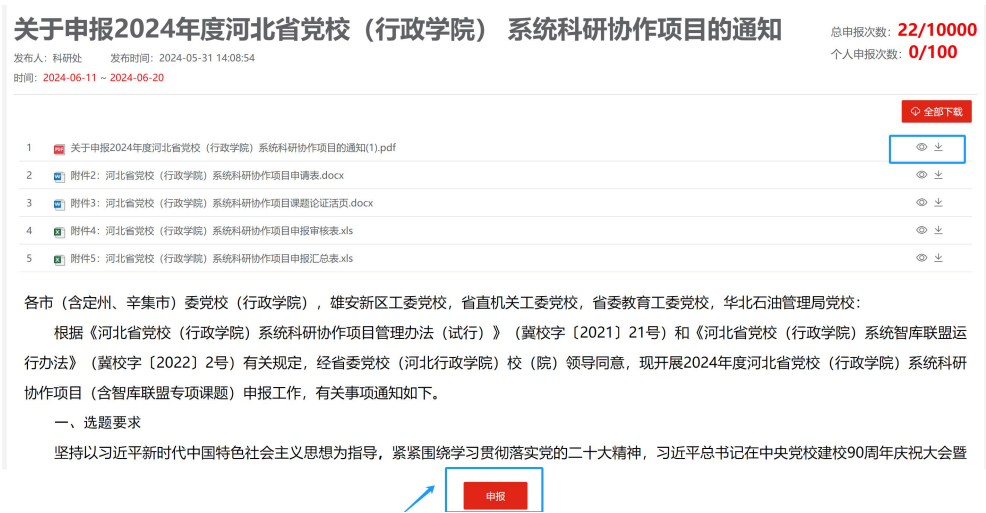 关于申报2024年度河北省党校（行政学院） 系统科研协作项目的通知
总申报次数：22/10000
发布人：科研处 发布时间：2024-05-31 14:08:54
个人申报次数：0/100
时间：2024-06-11 ~ 2024-06-20
全部下载
1 关于申报2024年度河北省党校（行政学院）系统科研协作项目的通知(1).pdf
2 附件2：河北省党校（行政学院）系统科研协作项目申请表.docx
3 附件3：河北省党校（行政学院）系统科研协作项目课题论证活页.docx
4 附件4：河北省党校（行政学院）系统科研协作项目申报审核表.xls
5 附件5：河北省党校（行政学院）系统科研协作项目申报汇总表.xls
各市（含定州、辛集市）委党校（行政学院），雄安新区工委党校，省直机关工委党校，省委教育工委党校，华北石油管理局党校：
根据《河北省党校（行政学院）系统科研协作项目管理办法（试行）》（冀校字〔2021〕21号）和《河北省党校（行政学院）系统智库联盟运
行办法》（冀校字〔2022〕2号）有关规定，经省委党校（河北行政学院）校（院）领导同意，现开展2024年度河北省党校（行政学院）系统科研
协作项目（含智库联盟专项课题）申报工作，有关事项通知如下。
一、选题要求
坚持以习近平新时代中国特色社会主义思想为指导，紧紧围绕学习贯彻落实党的二十大精神，习近平总书记在中央党校建校90周年庆祝大会暨
申报